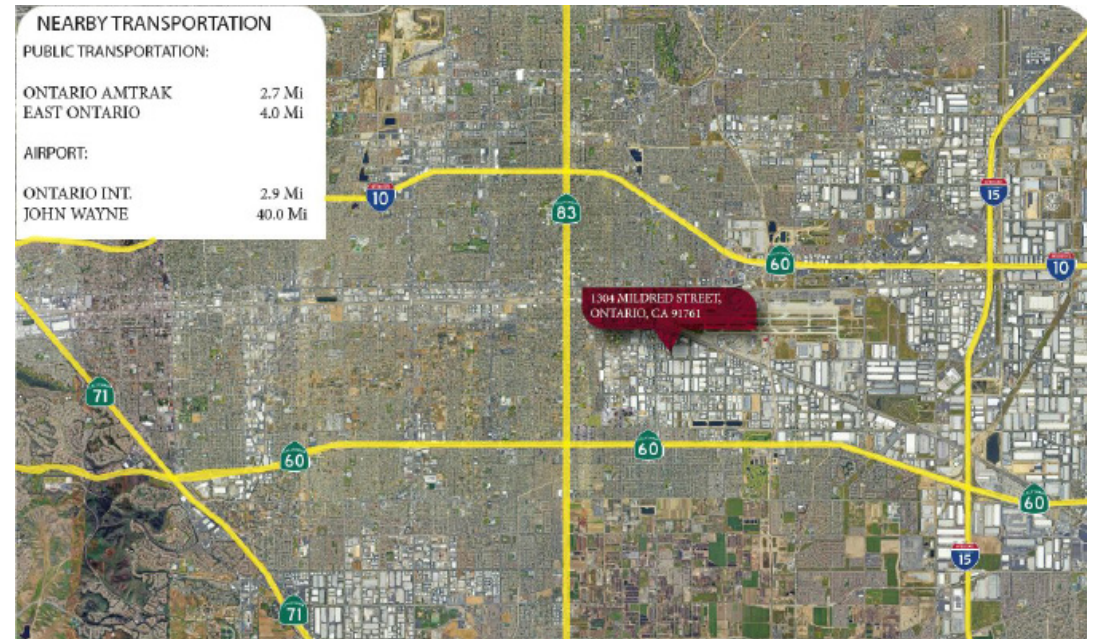 NEARBY TRANSPORTATION
PUBLIC TRANSPORTATION:
ONTARIO AMTRAK 2.7 Mi
EAST ONTARIO 4.0 Mi
AIRPORT:
ONTARIO INT. 2.9 Mi
JOHN WAYNE 40.0 Mi
10
83
15
60
10
1304 MILDRED STREET,
ONTARIO, CA 91761
71
60
60
60
15
71